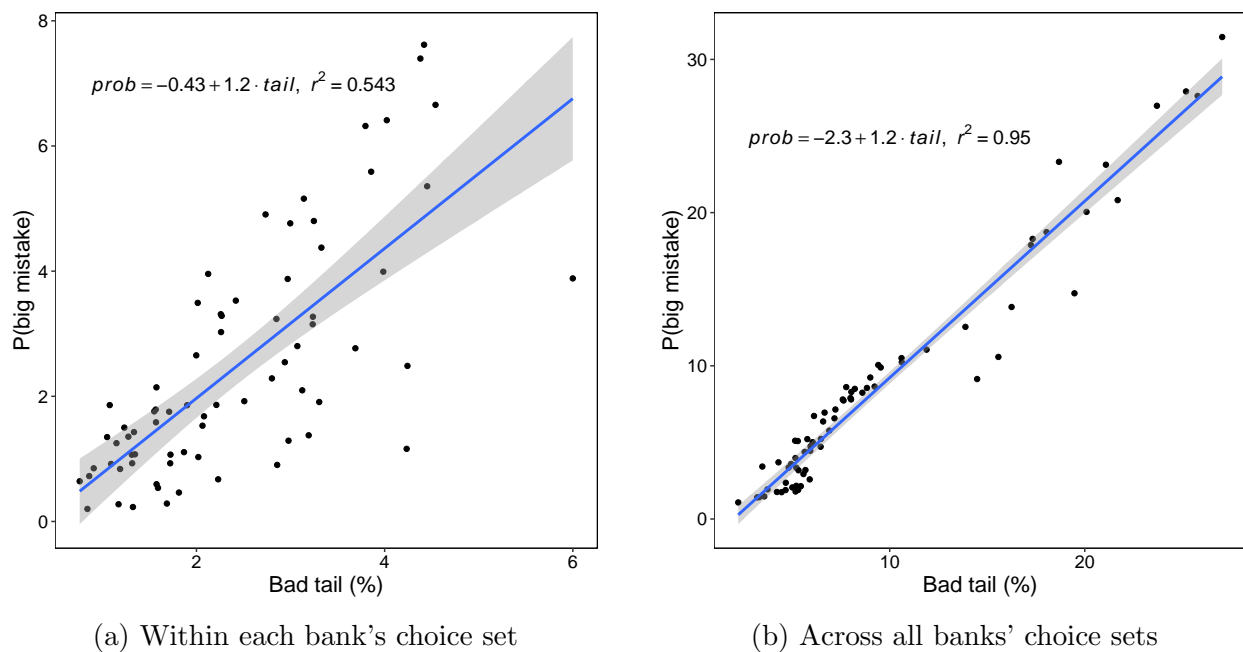 8
6
4
2
0
P(big mistake)
prob = −0.43 + 1.2 · tail, r² = 0.543
2
4
6
Bad tail (%)
(a) Within each bank's choice set
30
20
10
0
P(big mistake)
prob = −2.3 + 1.2 · tail, r² = 0.95
10
20
Bad tail (%)
(b) Across all banks' choice sets